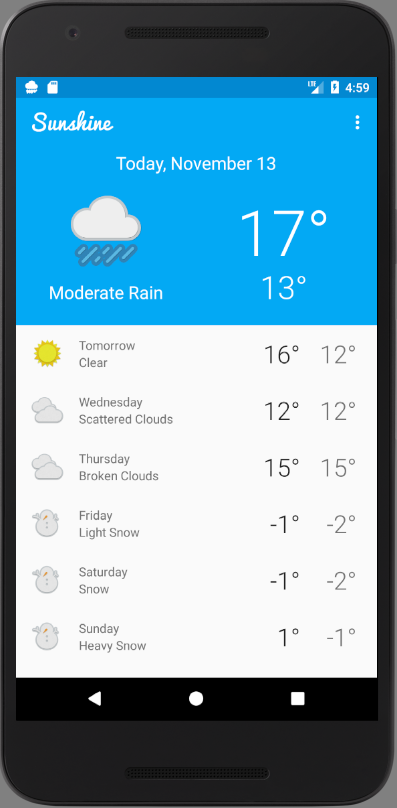 LTE 4:59
Sunshine
Today, November 13
17°
13°
Moderate Rain
Tomorrow
Clear
16° 12°
Wednesday
Scattered Clouds
12° 12°
Thursday
Broken Clouds
15° 15°
Friday
Light Snow
-1° -2°
Saturday
Snow
-1° -2°
Sunday
Heavy Snow
1° -1°